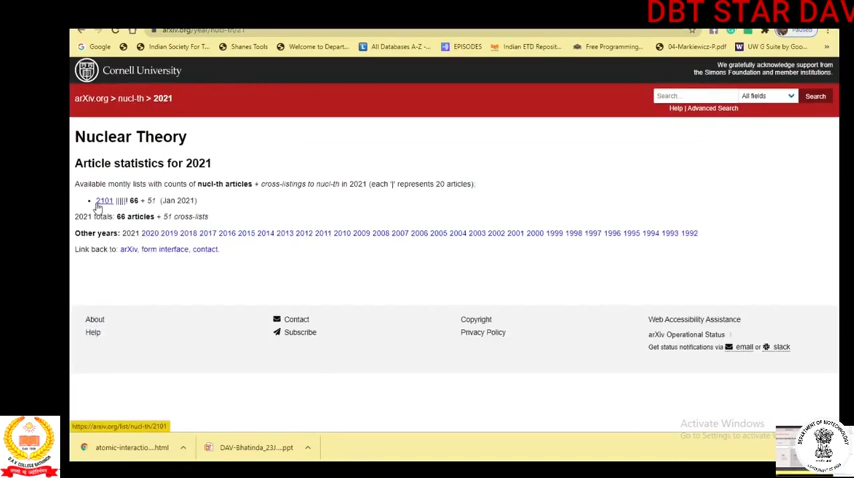 DBT STAR DAV
arxiv.org/year/nucl-th/21
Paused
Google
Indian Society For T...
Shanes Tools
Welcome to Depart...
All Databases A-Z -...
EPISODES
Indian ETD Reposit...
Free Programming...
04-Markiewicz-P.pdf
UW G Suite by Goo...
Cornell University
We gratefully acknowledge support from
the Simons Foundation and member institutions.
arXiv.org > nucl-th > 2021
Search...
All fields
Search
Help | Advanced Search
Nuclear Theory
Article statistics for 2021
Available montly lists with counts of nucl-th articles + cross-listings to nucl-th in 2021 (each '|' represents 20 articles):
2101 |||||! 66 + 51 (Jan 2021)
2021 totals: 66 articles + 51 cross-lists
Other years: 2021 2020 2019 2018 2017 2016 2015 2014 2013 2012 2011 2010 2009 2008 2007 2006 2005 2004 2003 2002 2001 2000 1999 1998 1997 1996 1995 1994 1993 1992
Link back to: arXiv, form interface, contact.
About
Contact
Copyright
Web Accessibility Assistance
Help
Subscribe
Privacy Policy
arXiv Operational Status
Get status notifications via email or slack
https://arxiv.org/list/nucl-th/2101
Activate Windows
Go to Settings to activate
atomic-interactio....html
DAV-Bhatinda_23J....ppt